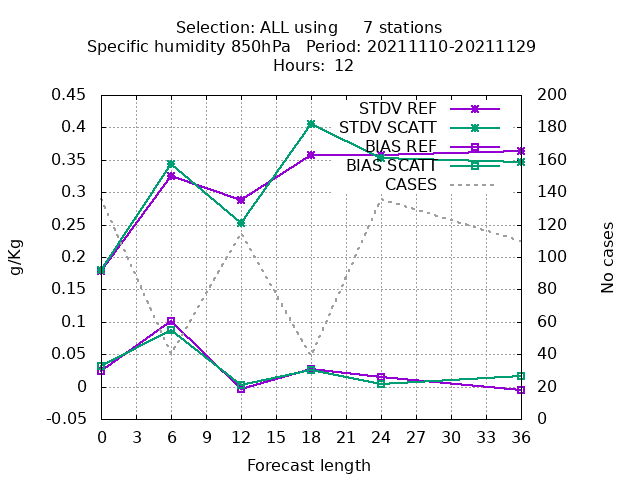 Selection: ALL using 7 stations
Specific humidity 850hPa Period: 20211110-20211129
Hours: 12
0.45
0.4
0.35
0.3
0.25
0.2
0.15
0.1
0.05
0
-0.05
g/Kg
STDV REF
STDV SCATT
BIAS REF
BIAS SCATT
CASES
200
180
160
140
120
100
80
60
40
20
0
No cases
0 3 6 9 12 15 18 21 24 27 30 33 36
Forecast length